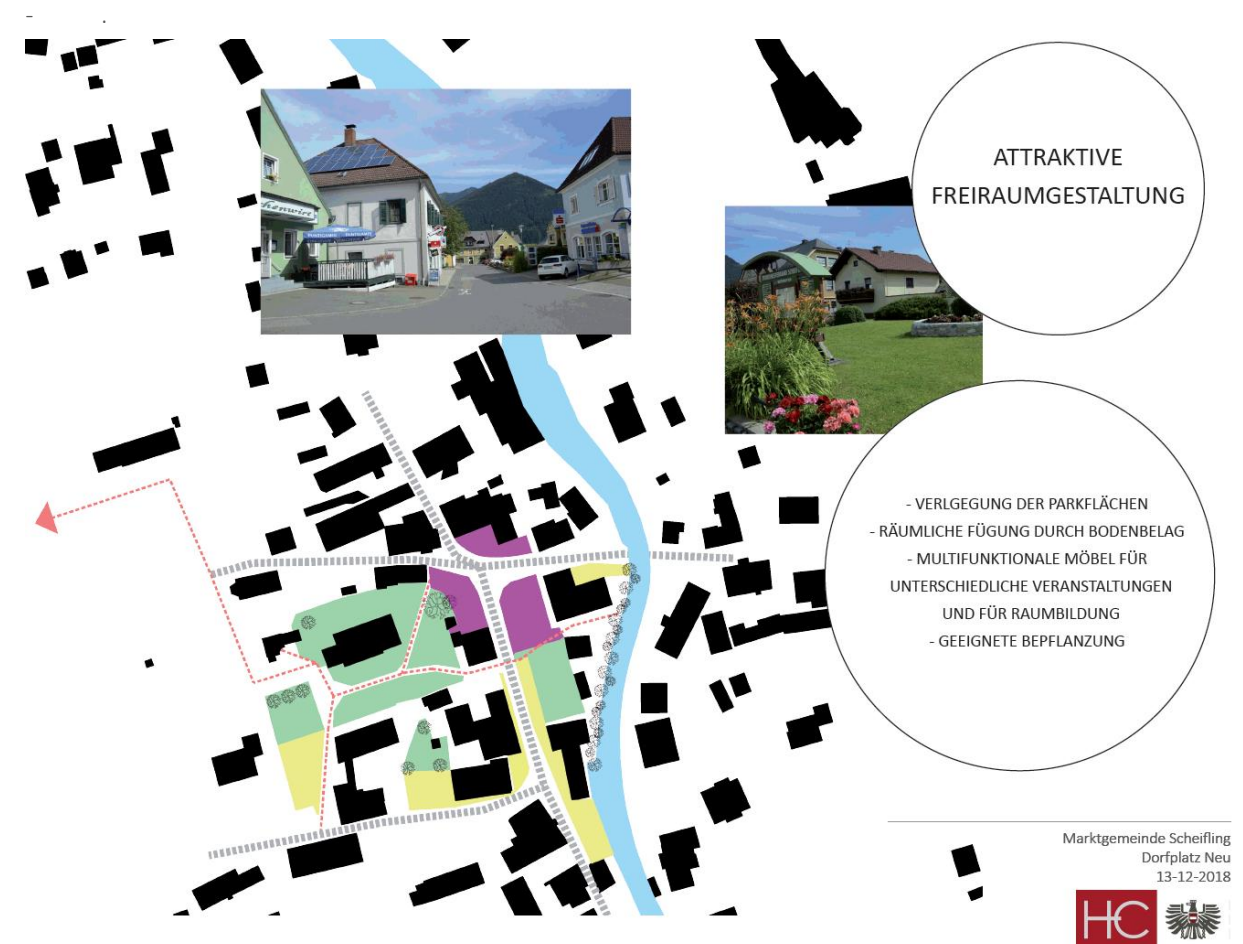 ATTRAKTIVE
FREIRAUMGESTALTUNG
- VERLGEGUNG DER PARKFLÄCHEN
- RÄUMLICHE FÜGUNG DURCH BODENBELAG
- MULTIFUNKTIONALE MÖBEL FÜR
UNTERSCHIEDLICHE VERANSTALTUNGEN
UND FÜR RAUMBILDUNG
- GEEIGNETE BEPFLANZUNG
Marktgemeinde Scheifling
Dorfplatz Neu
13-12-2018
HC